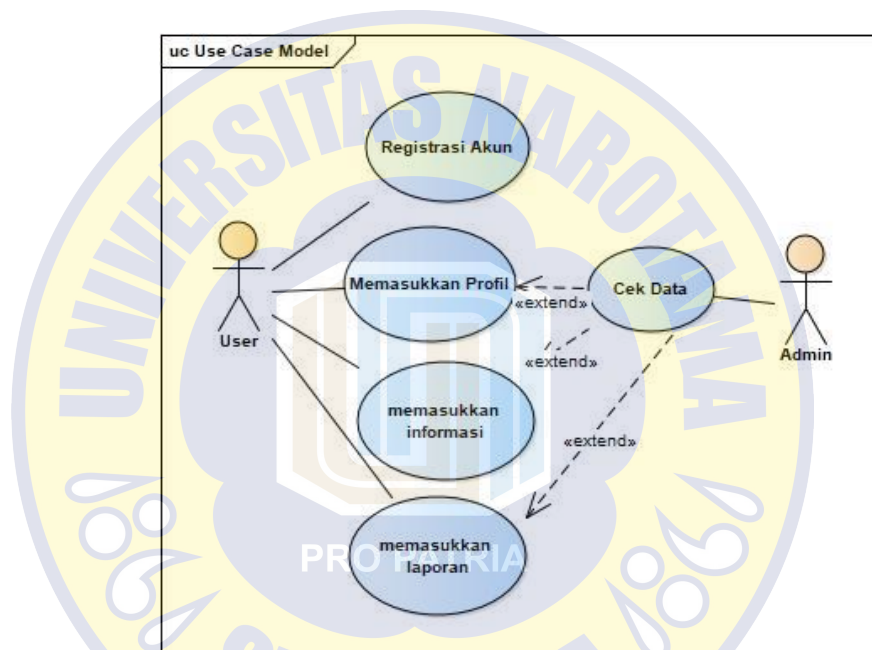 uc Use Case Model
UNIVERSITAS NAROTAMA
Registrasi Akun
Memasukkan Profil
Cek Data
«extend»
User
Admin
«extend»
memasukkan
informasi
«extend»
memasukkan
laporan
PRO PATRIA